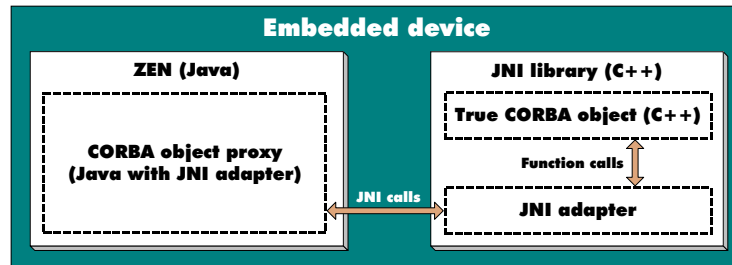 Embedded device
ZEN (Java)
CORBA object proxy
(Java with JNI adapter)
JNI calls
JNI library (C++)
True CORBA object (C++)
Function calls
JNI adapter